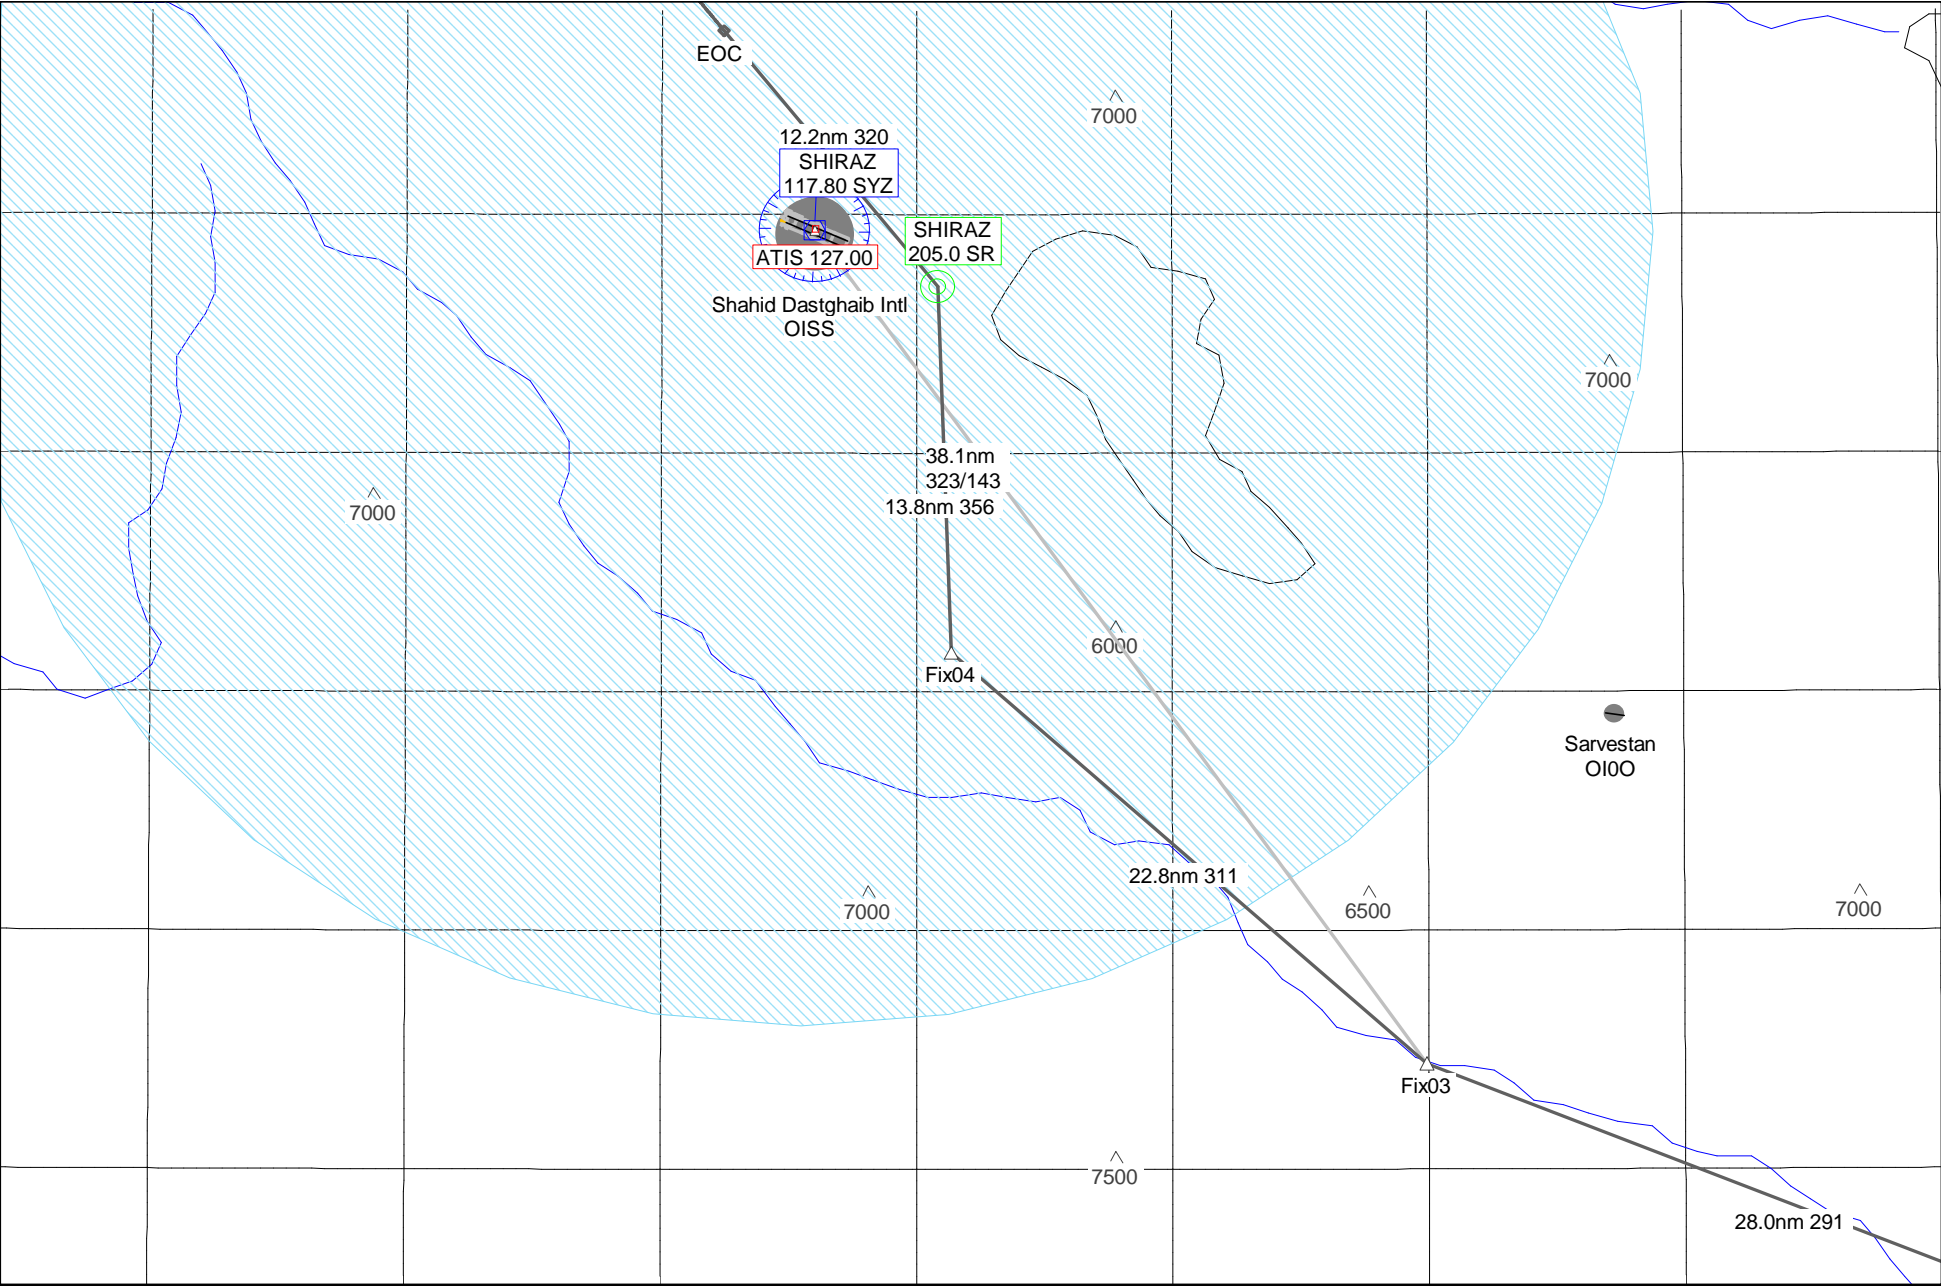 EOC
7000
12.2nm 320
SHIRAZ
117.80 SYZ
SHIRAZ
205.0 SR
ATIS 127.00
Shahid Dastghaib Intl
OISS
7000
38.1nm
323/143
13.8nm 356
7000
6000
Fix04
Sarvestan
OI0O
22.8nm 311
7000
6500
7000
Fix03
7500
28.0nm 291